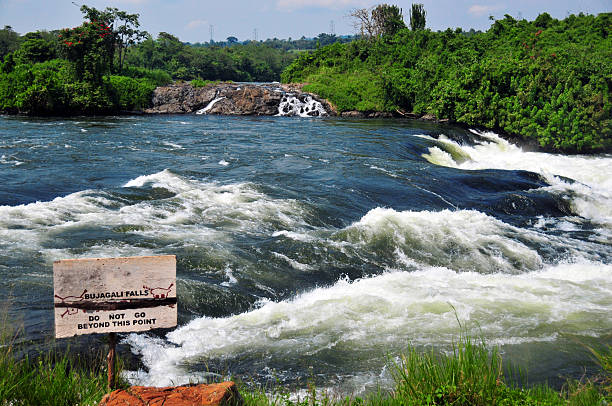 BUJAGALI FALLS
DO NOT GO
BEYOND THIS POINT